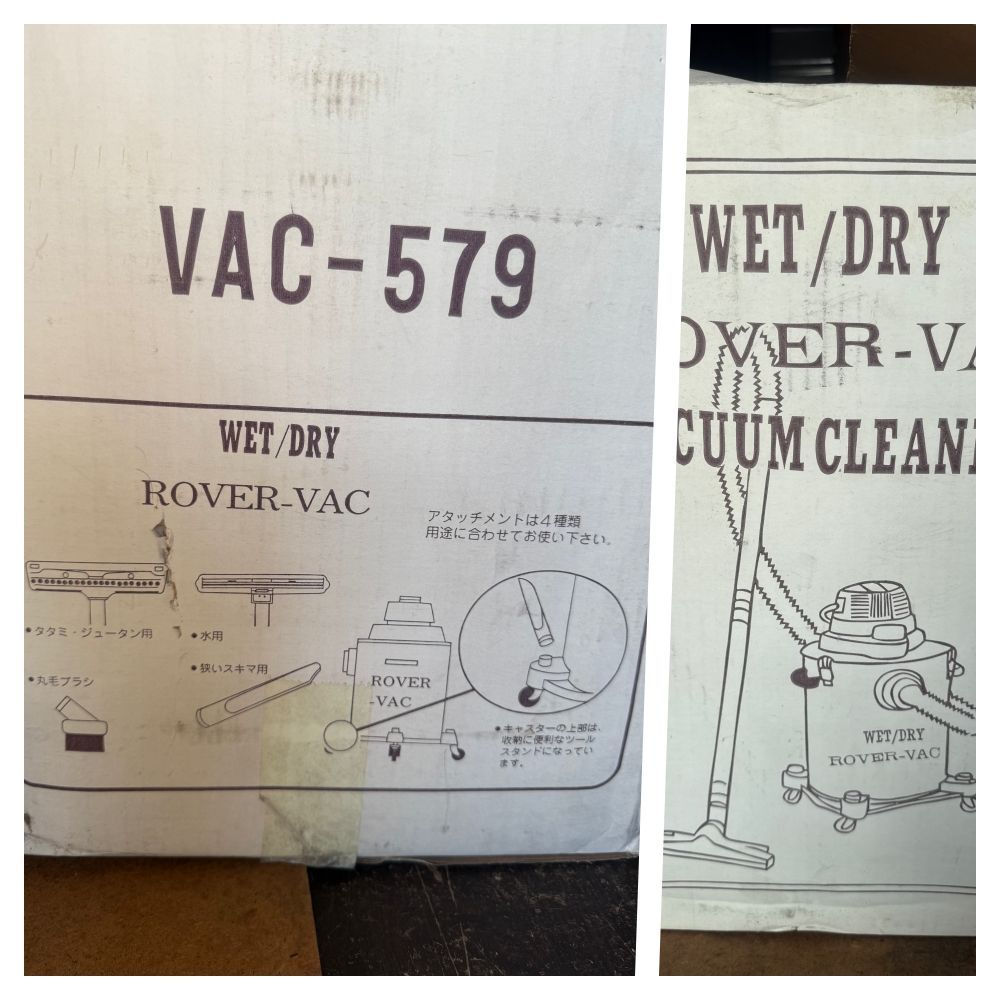 VAC-579
WET/DRY
ROVER-VAC
アタッチメントは4種類
用途に合わせてお使い下さい。
•タタミ・ジュータン用
•水用
•丸毛ブラシ
•狭いスキマ用
ROVER
-VAC
•キャスターの上部は、
収納に便利なツール
スタンドになってい
ます。
WET/DRY
OVER-VA
CUUM CLEAN
WET/DRY
ROVER-VAC